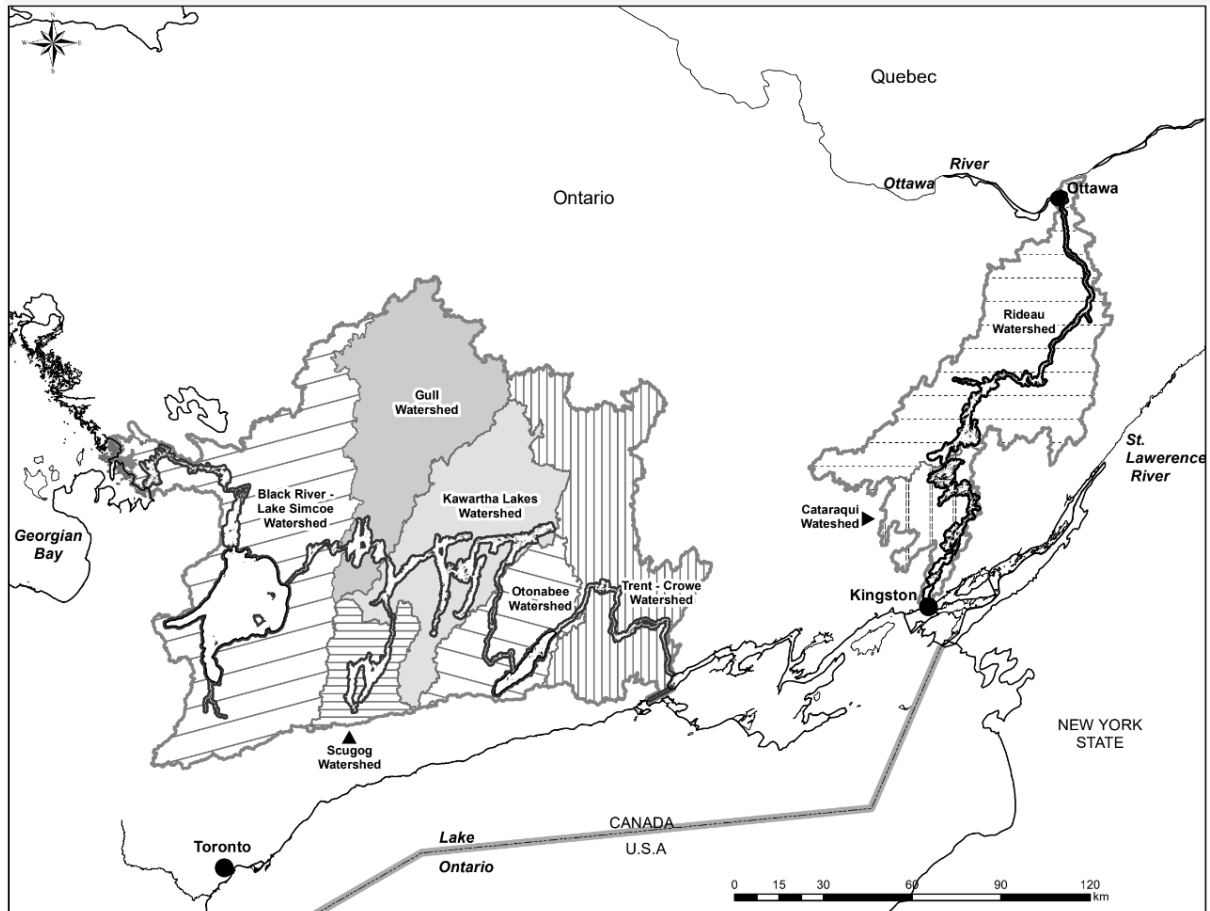 N
W
E
S
Quebec
River
Ottawa
Ottawa
Ontario
Rideau
Watershed
Gull
Watershed
St.
Lawerence
River
Black River -
Lake Simcoe
Watershed
Kawartha Lakes
Watershed
Cataraqui
Wateshed
Georgian
Bay
Otonabee
Watershed
Trent - Crowe
Watershed
Kingston
Scugog
Watershed
NEW YORK
STATE
CANADA
U.S.A
Toronto
Lake
Ontario
0 15 30 60 90 120
km